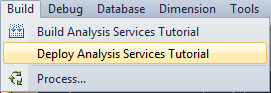 Build Debug Database Dimension Tools
Build Analysis Services Tutorial
Deploy Analysis Services Tutorial
Process...